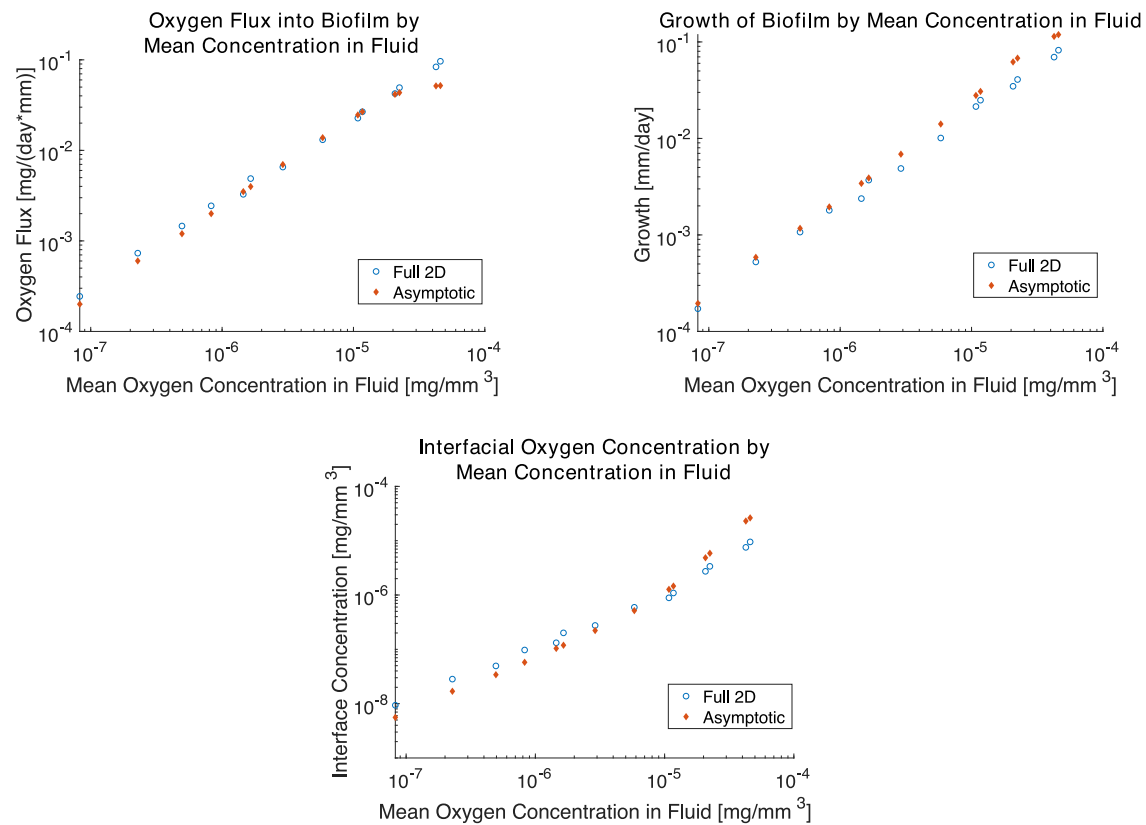 Oxygen Flux into Biofilm by
Mean Concentration in Fluid
Oxygen Flux [mg/(day*mm)]
10-1
10-2
10-3
10-4
10-7
10-6
10-5
10-4
Mean Oxygen Concentration in Fluid [mg/mm 3]
Full 2D
Asymptotic
Growth of Biofilm by Mean Concentration in Fluid
Growth [mm/day]
10-1
10-2
10-3
10-4
10-7
10-6
10-5
10-4
Mean Oxygen Concentration in Fluid [mg/mm 3]
Full 2D
Asymptotic
Interfacial Oxygen Concentration by
Mean Concentration in Fluid
Interface Concentration [mg/mm 3]
10-4
10-6
10-8
10-7
10-6
10-5
10-4
Mean Oxygen Concentration in Fluid [mg/mm 3]
Full 2D
Asymptotic